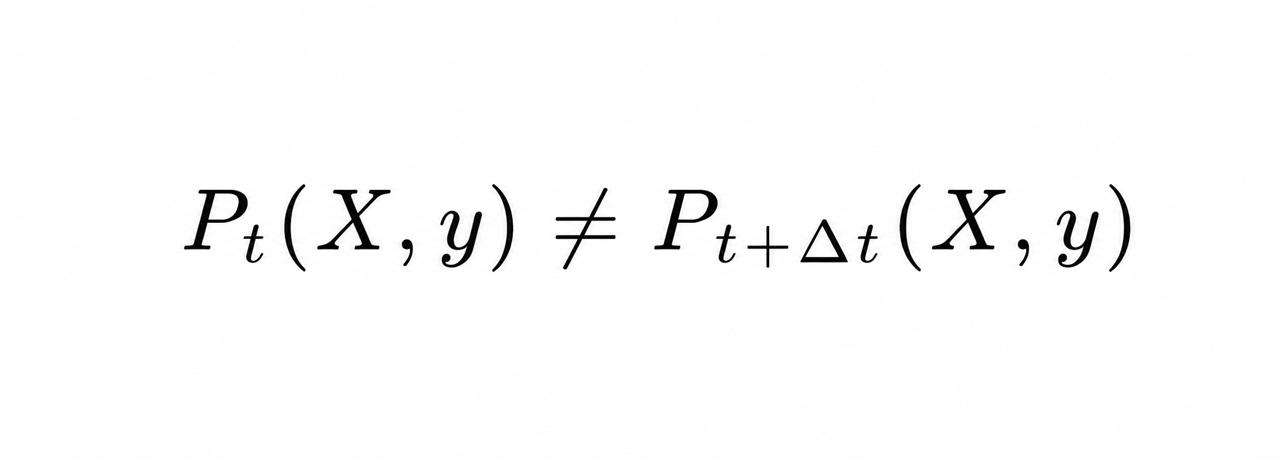 P_t(X, y) ≠ P_{t+Δt}(X, y)